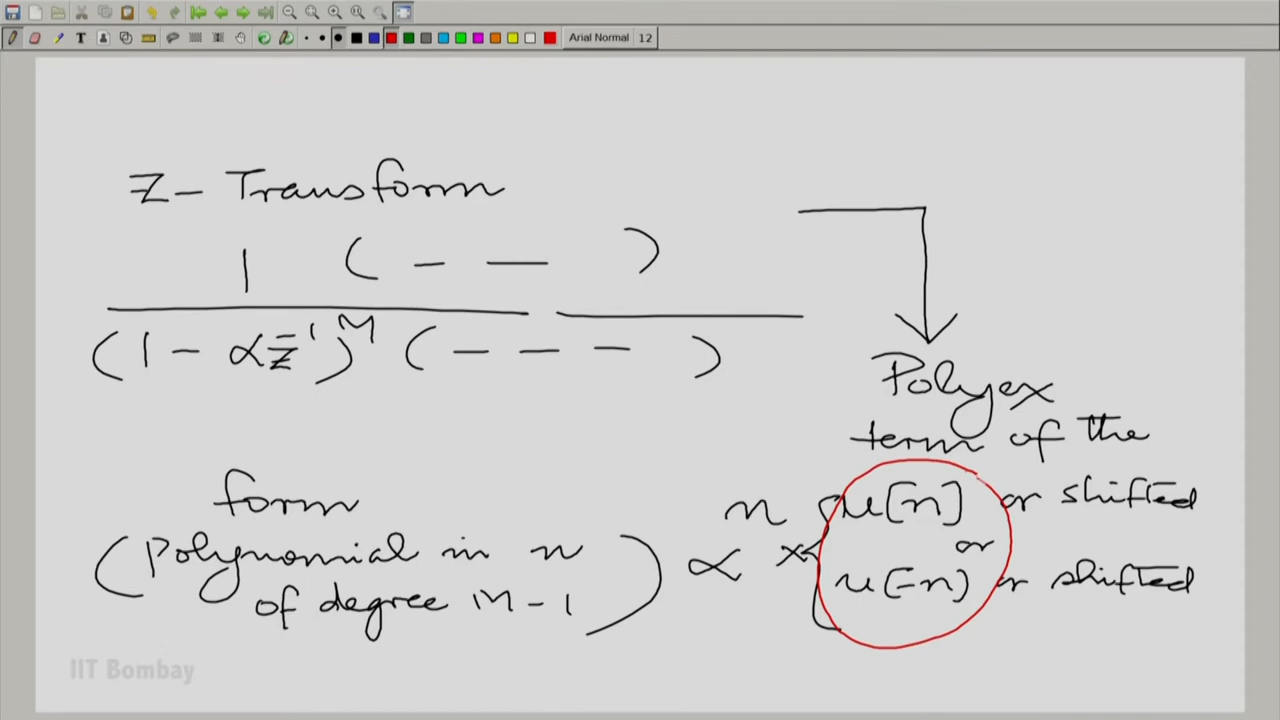 Arial Normal 12
Z - Transform
1 ( - — )
(1 - αz⁻¹)ᴹ ( - - - )
Polyex
term of the
form
(Polynomial in n
of degree M-1)
αⁿ × { u[n] or shifted
or
u[-n] or shifted
IIT Bombay